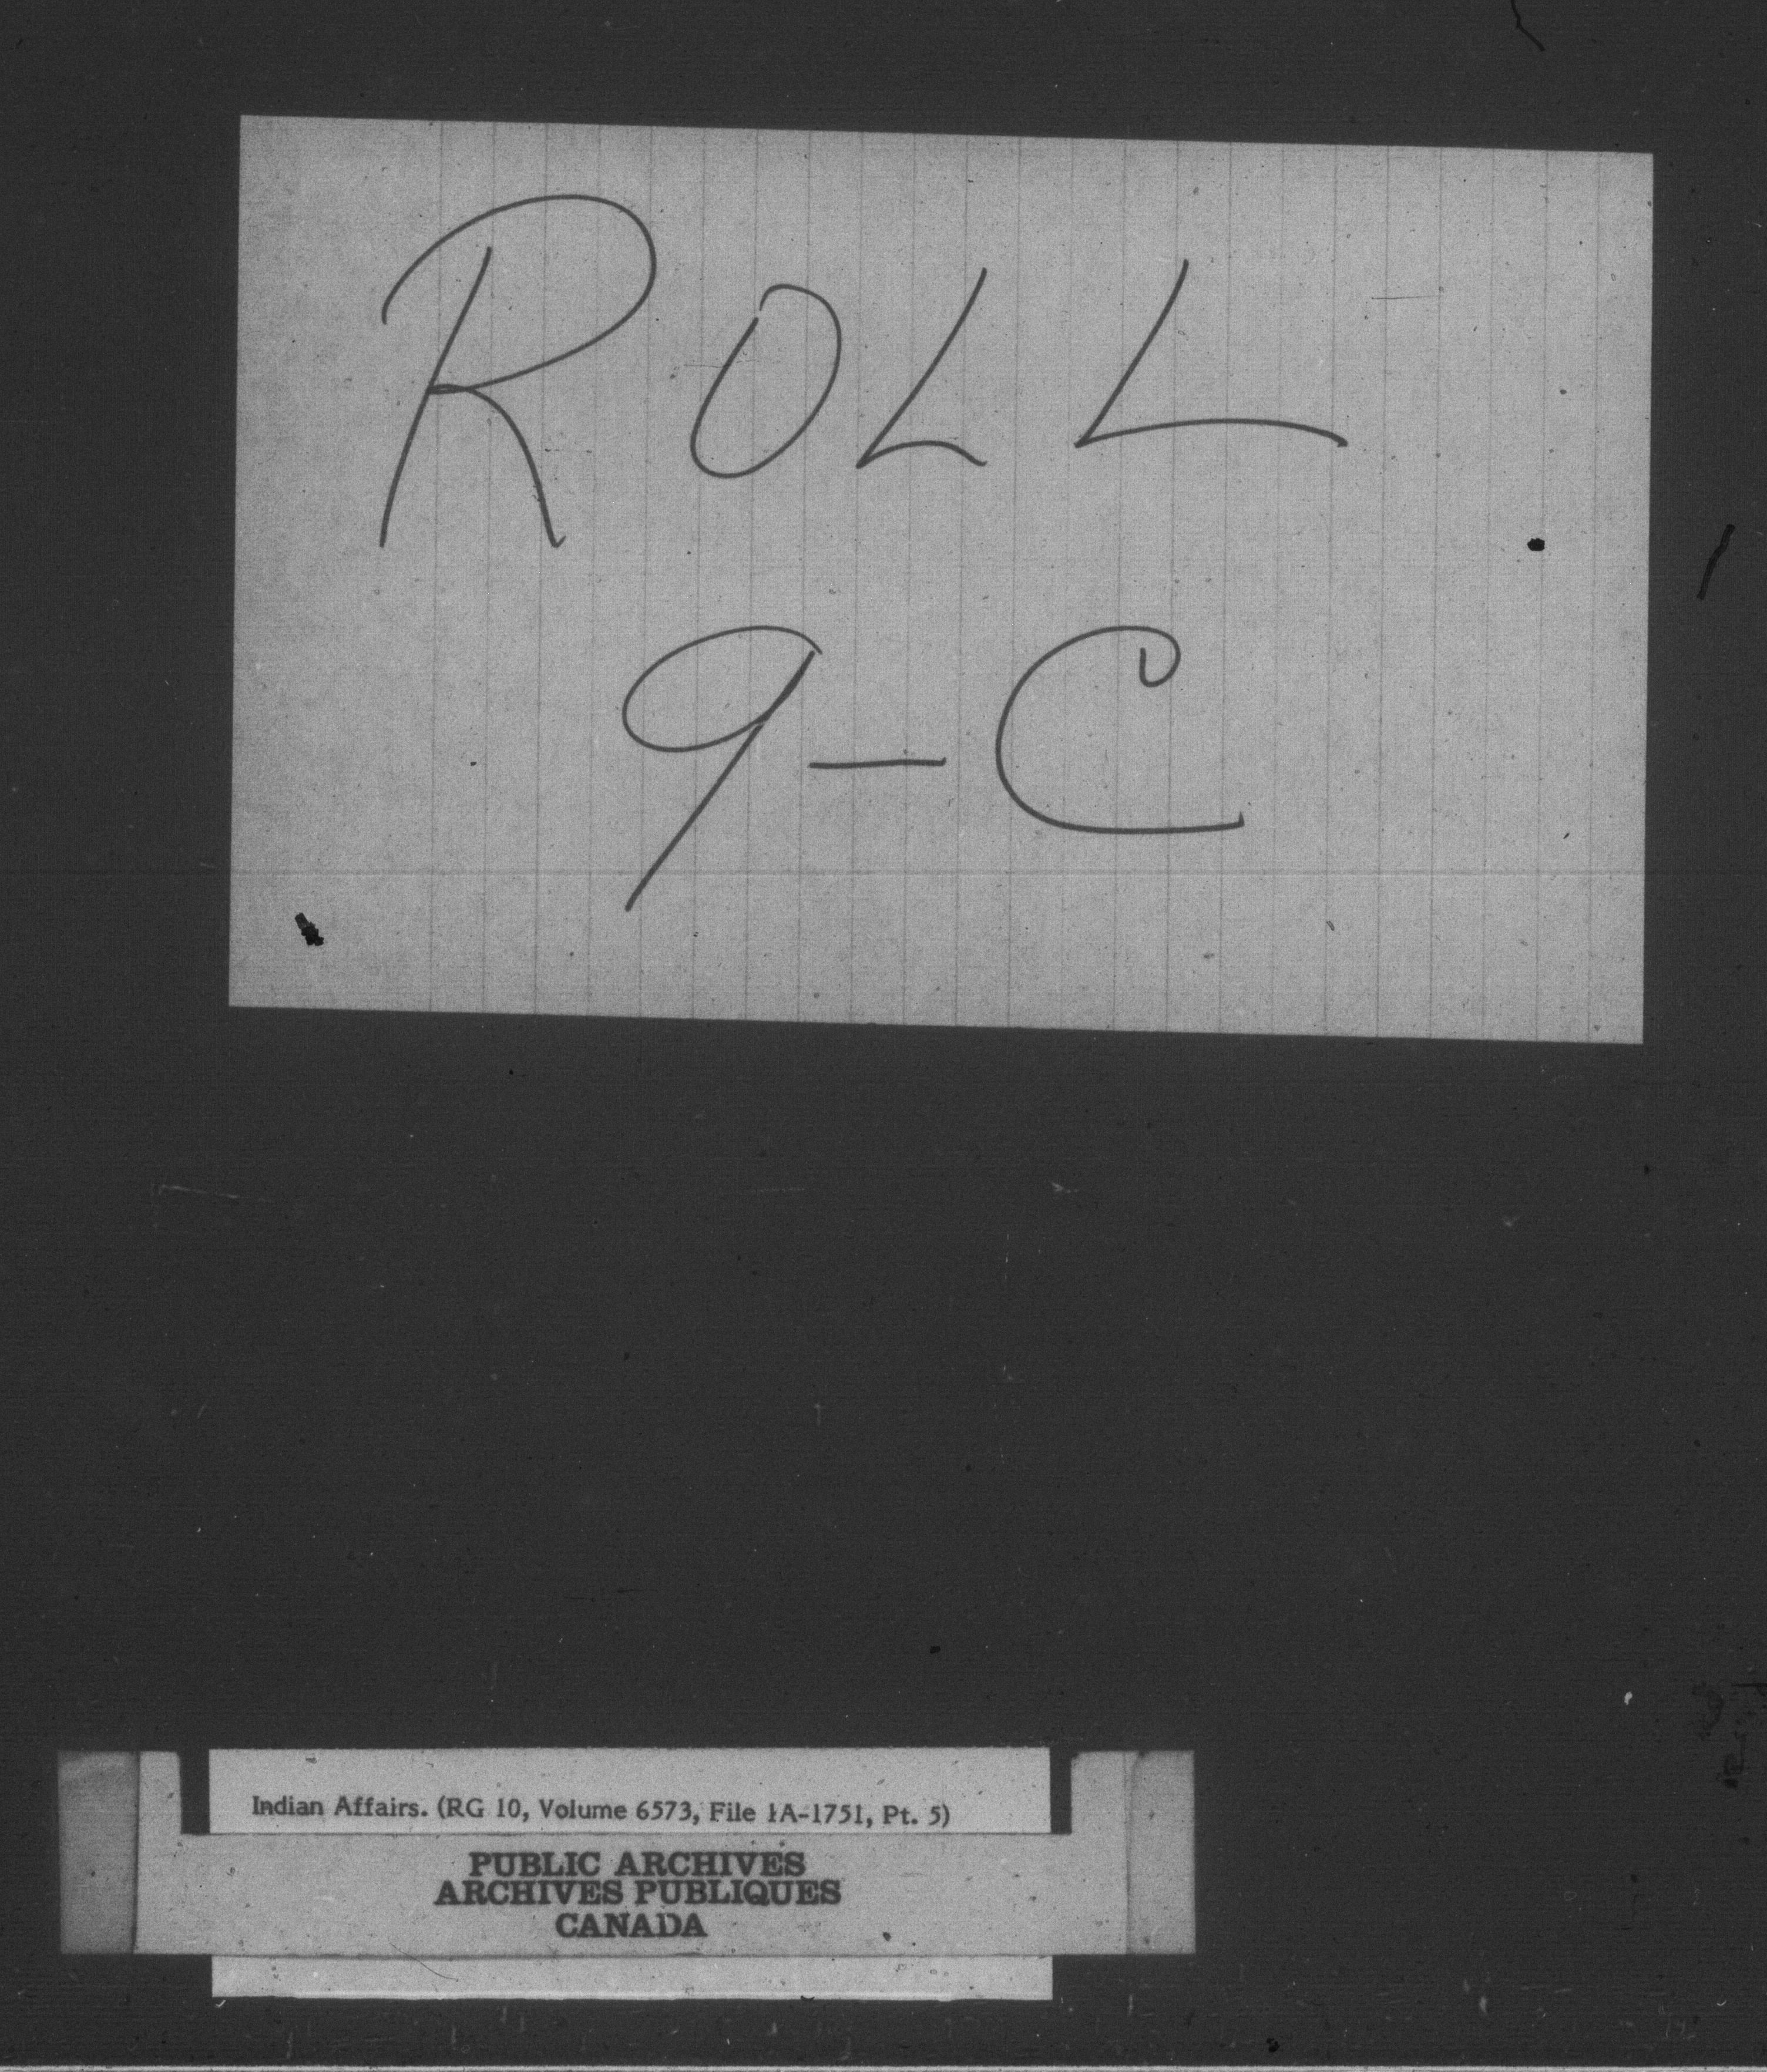 ROLL
9-C
Indian Affairs. (RG 10, Volume 6573, File 1A-1751, Pt. 5)
PUBLIC ARCHIVES
ARCHIVES PUBLIQUES
CANADA